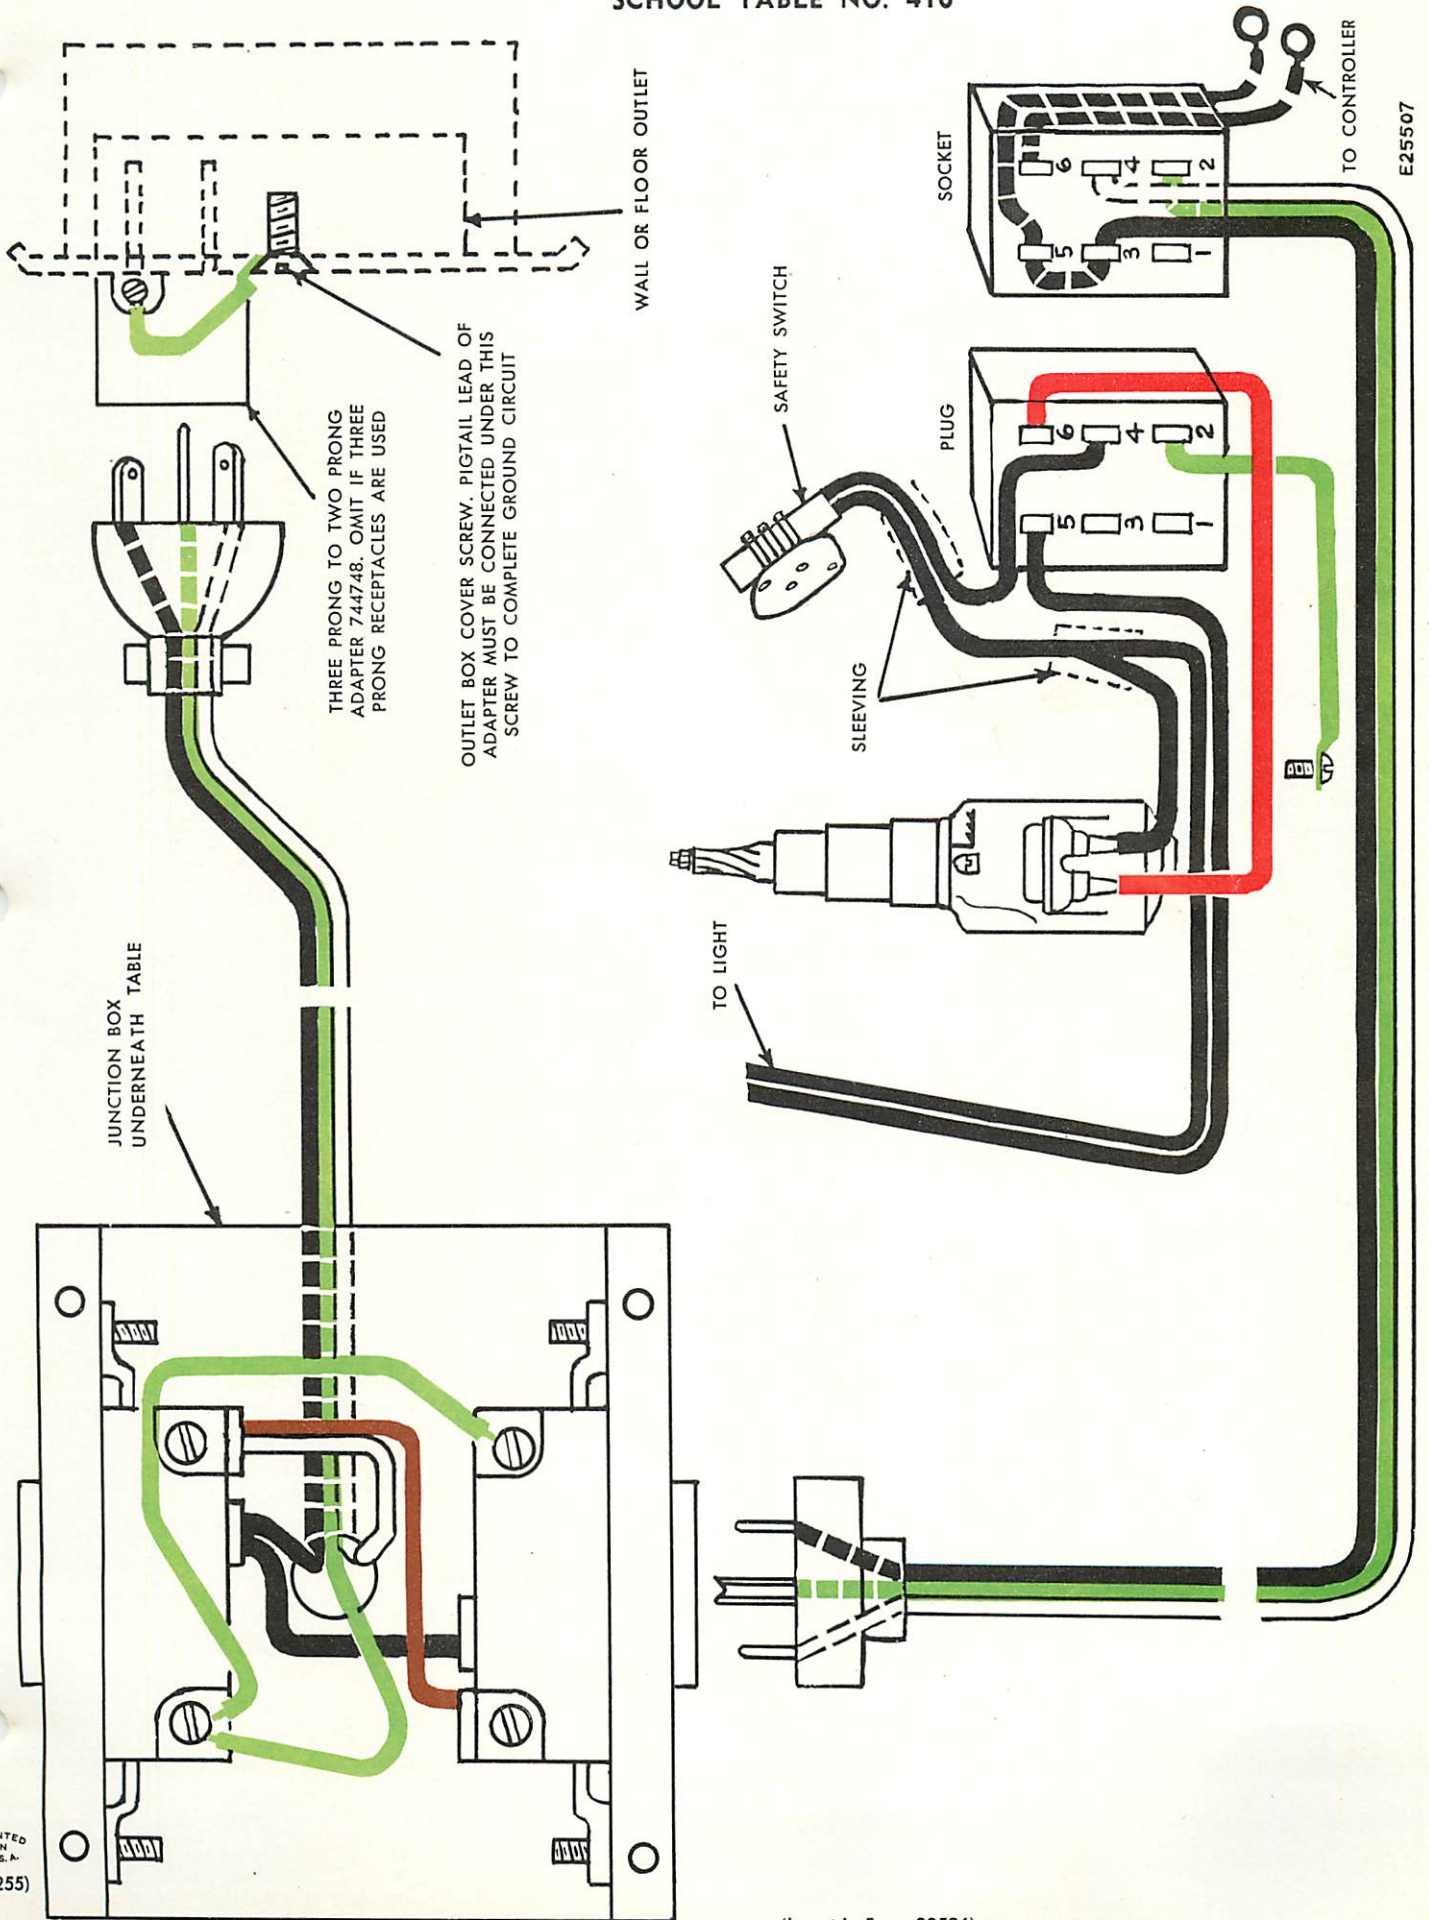 SCHOOL TABLE NO. 410
WALL OR FLOOR OUTLET
THREE PRONG TO TWO PRONG
ADAPTER 744748. OMIT IF THREE
PRONG RECEPTACLES ARE USED
OUTLET BOX COVER SCREW. PIGTAIL LEAD OF
ADAPTER MUST BE CONNECTED UNDER THIS
SCREW TO COMPLETE GROUND CIRCUIT
JUNCTION BOX
UNDERNEATH TABLE
SOCKET
6 4 2
5 3 1
TO CONTROLLER
E25507
SAFETY SWITCH
PLUG
6 4 2
5 3 1
SLEEVING
TO LIGHT
255)